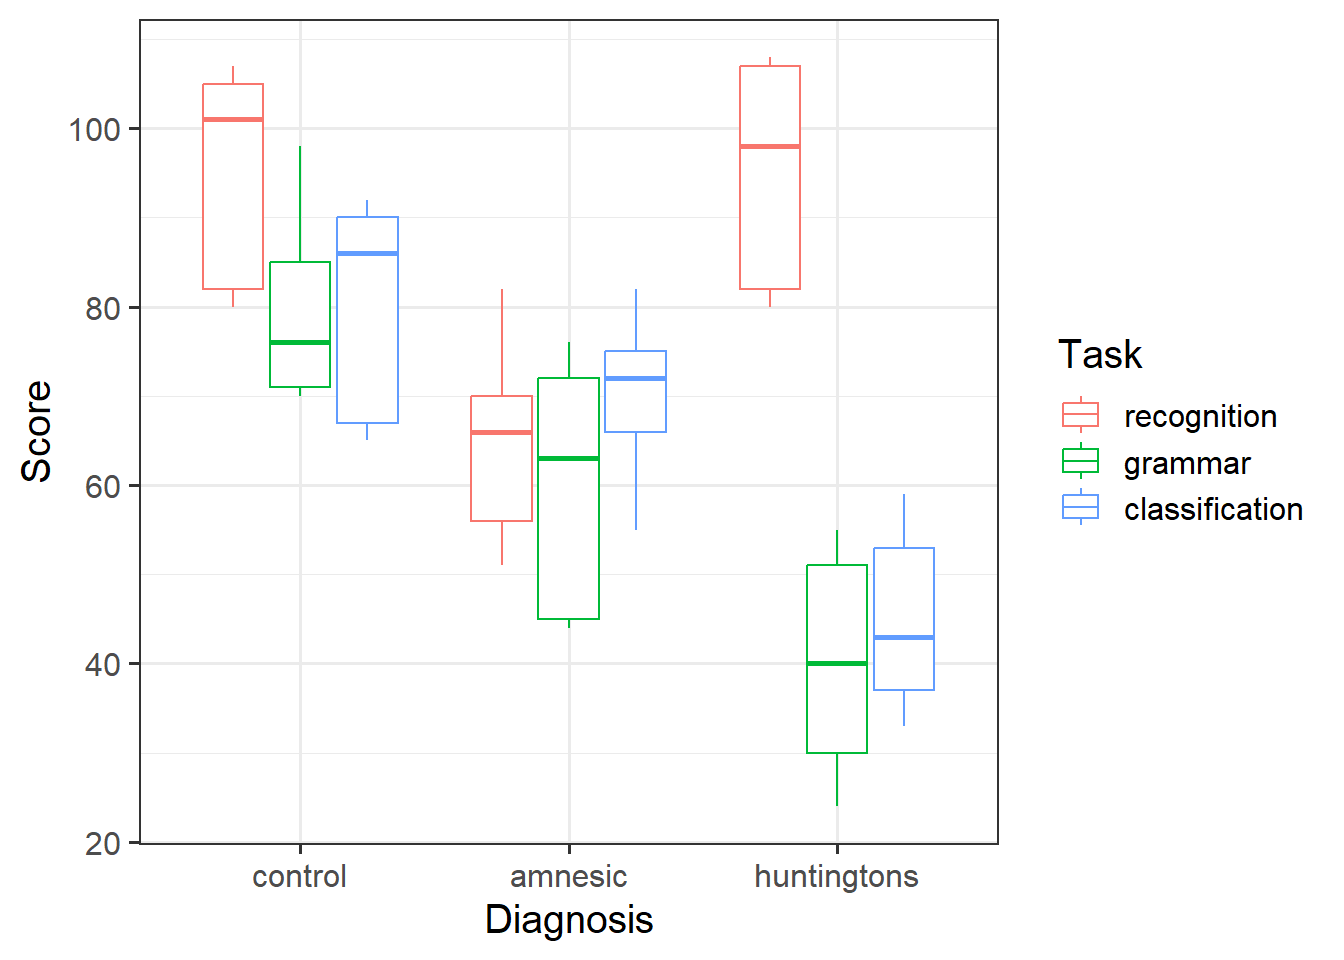 100
80
60
40
20
Score
control amnesic huntingtons
Diagnosis
Task
recognition
grammar
classification